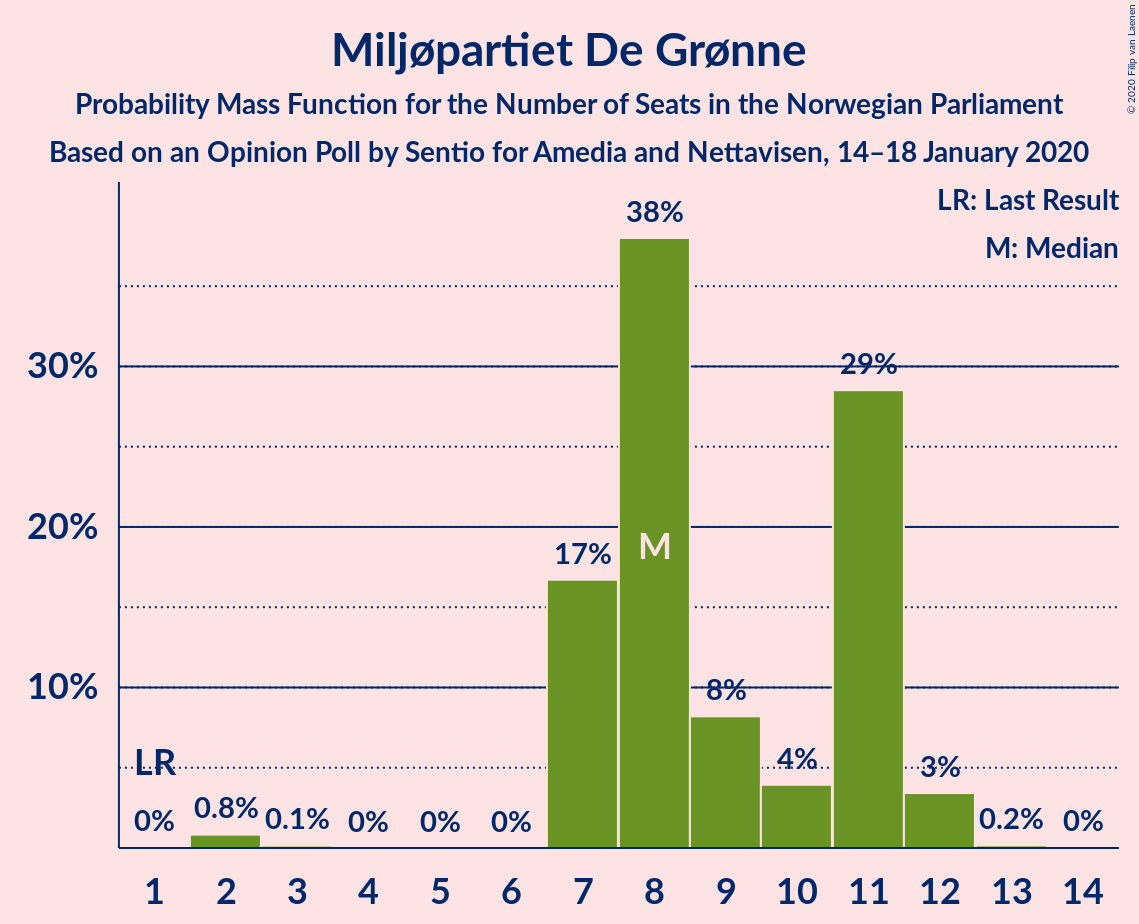 Miljøpartiet De Grønne
Probability Mass Function for the Number of Seats in the Norwegian Parliament
Based on an Opinion Poll by Sentio for Amedia and Nettavisen, 14–18 January 2020
© 2020 Filip van Laenen
LR: Last Result
M: Median
38%
30%
29%
20%
17%
M
10%
8%
LR
4%
3%
0%
0.8%
0.1%
0%
0%
0%
0.2%
0%
1 2 3 4 5 6 7 8 9 10 11 12 13 14